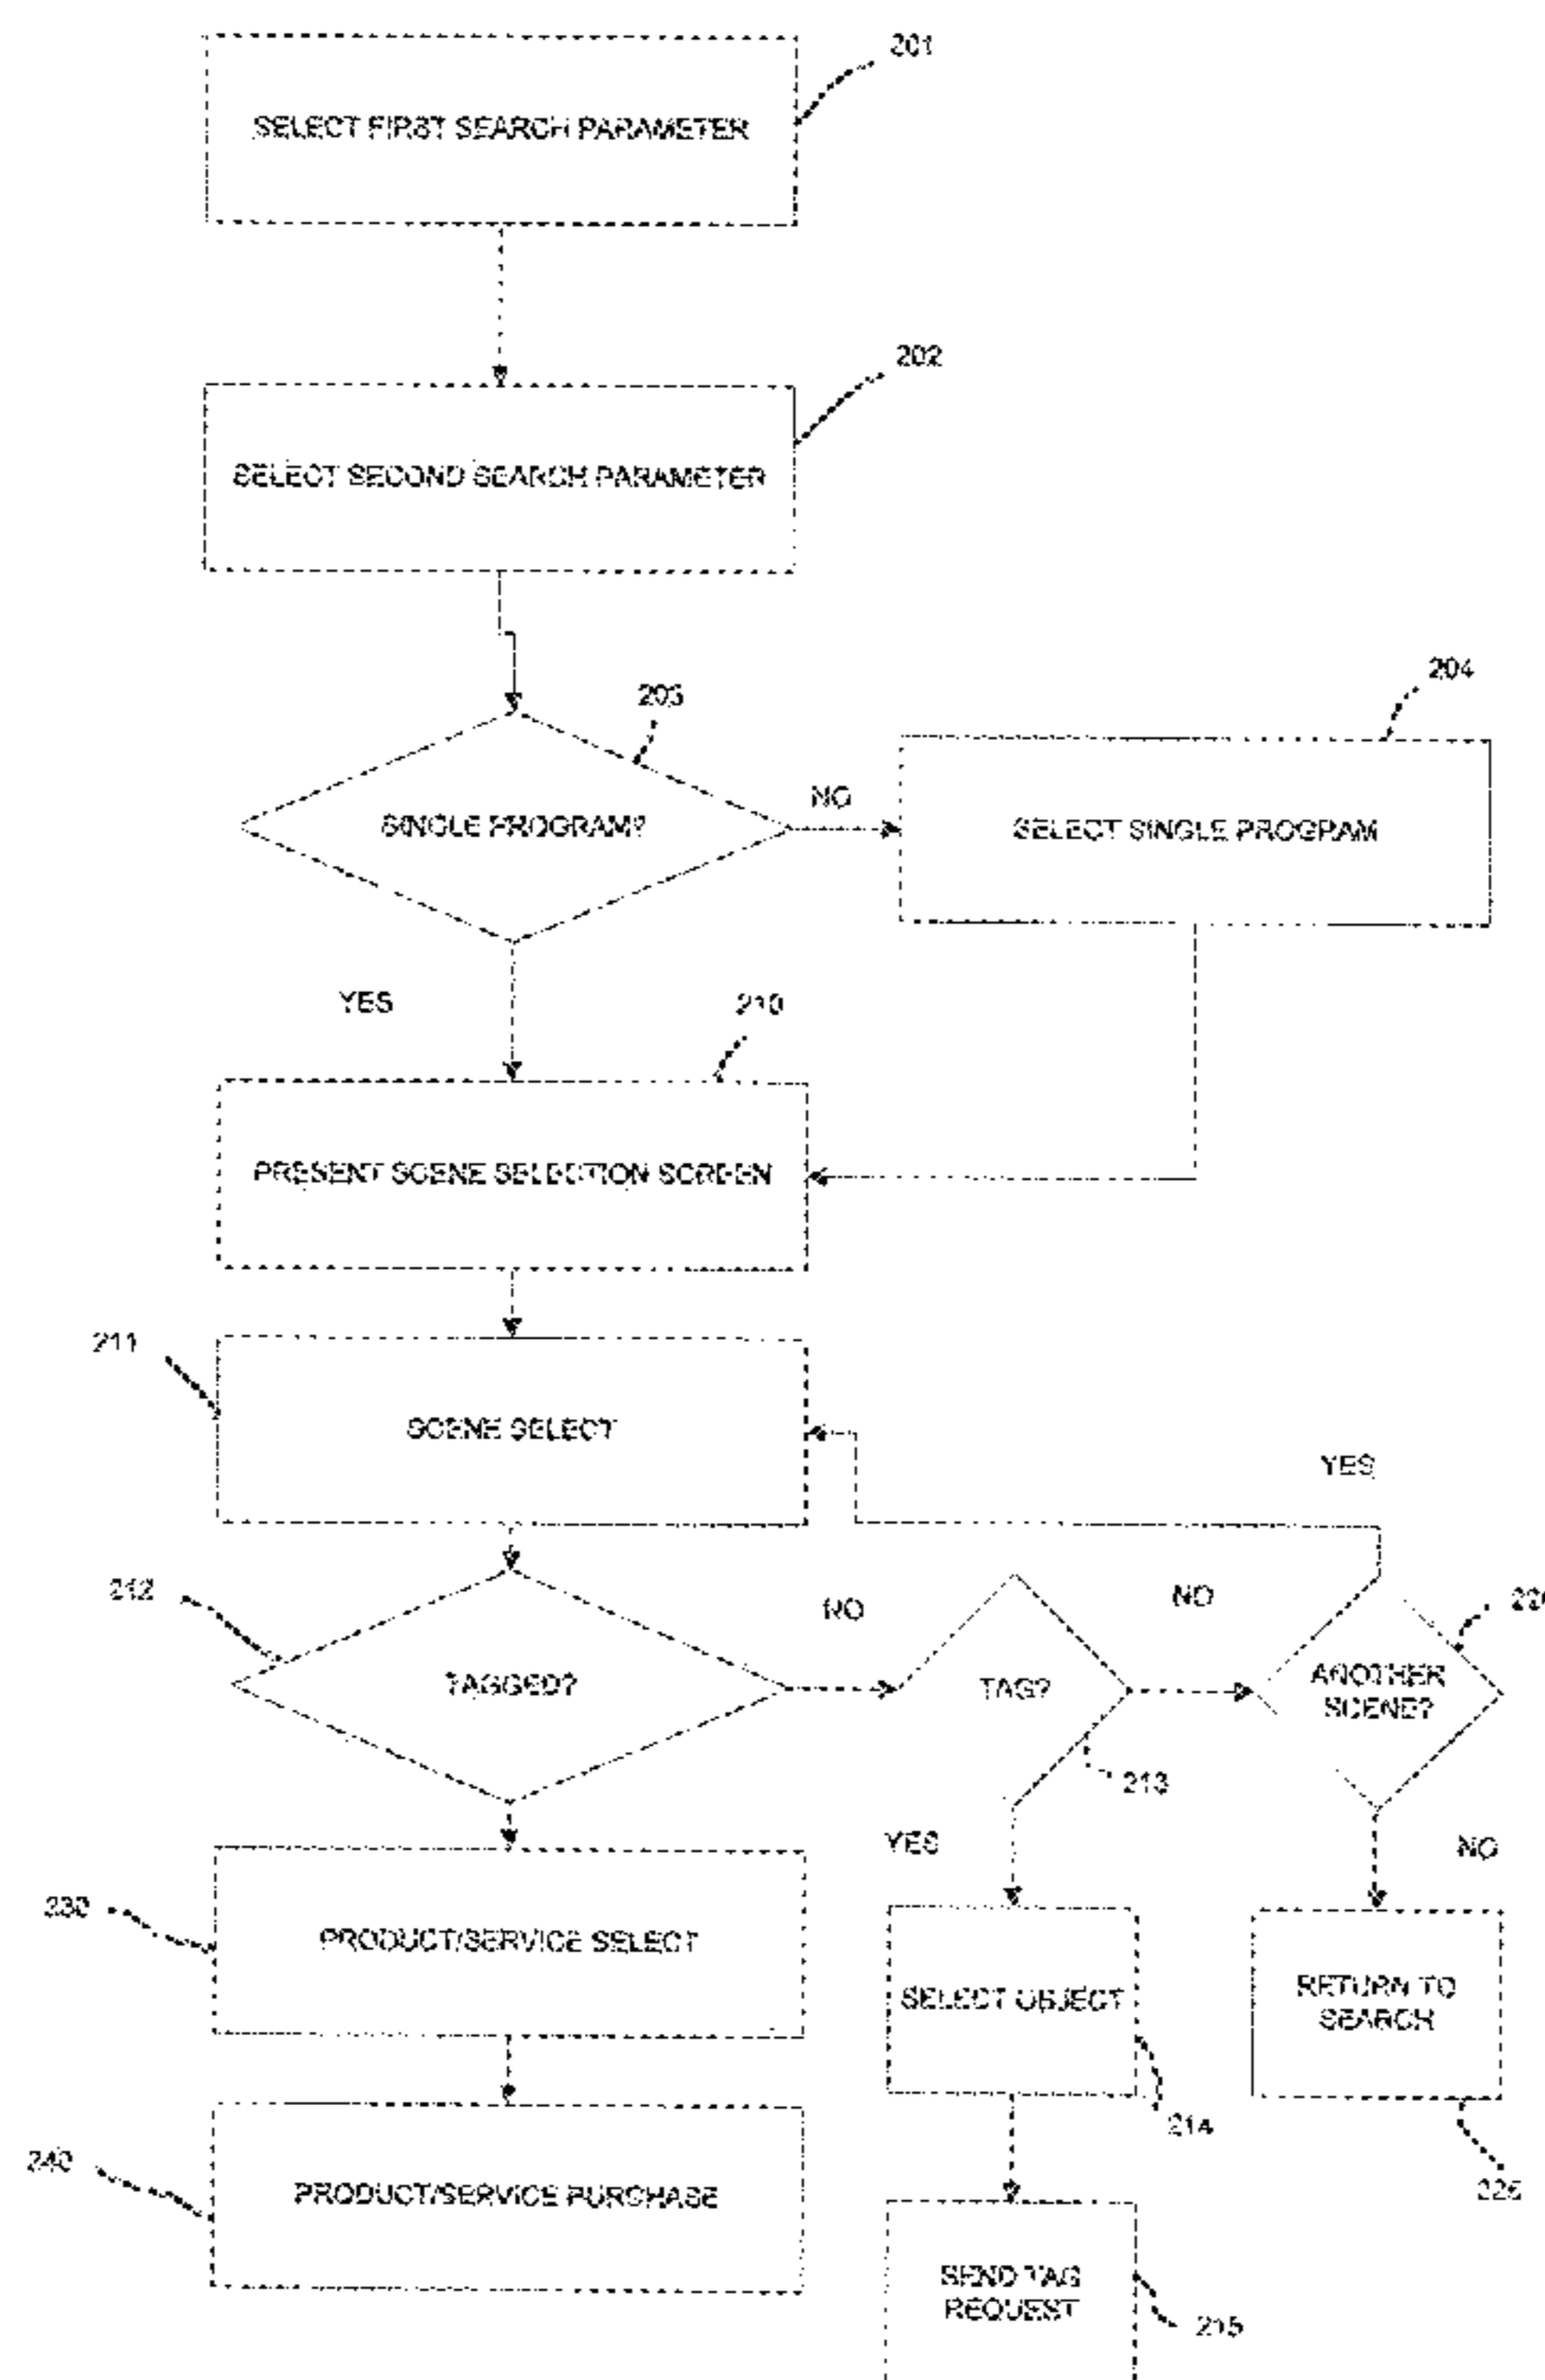 201
SELECT FIRST SEARCH PARAMETER
202
SELECT SECOND SEARCH PARAMETER
203
SINGLE PROGRAM?
NO
204
SELECT SINGLE PROGRAM
YES
210
PRESENT SCENE SELECTION SCREEN
211
SCENE SELECT
YES
212
TAGGED?
NO
TAG?
213
NO
ANOTHER
SCENE?
YES
NO
230
PRODUCT/SERVICE SELECT
SELECT OBJECT
214
RETURN TO
SEARCH
225
240
PRODUCT/SERVICE PURCHASE
SEND TAG
REQUEST
215